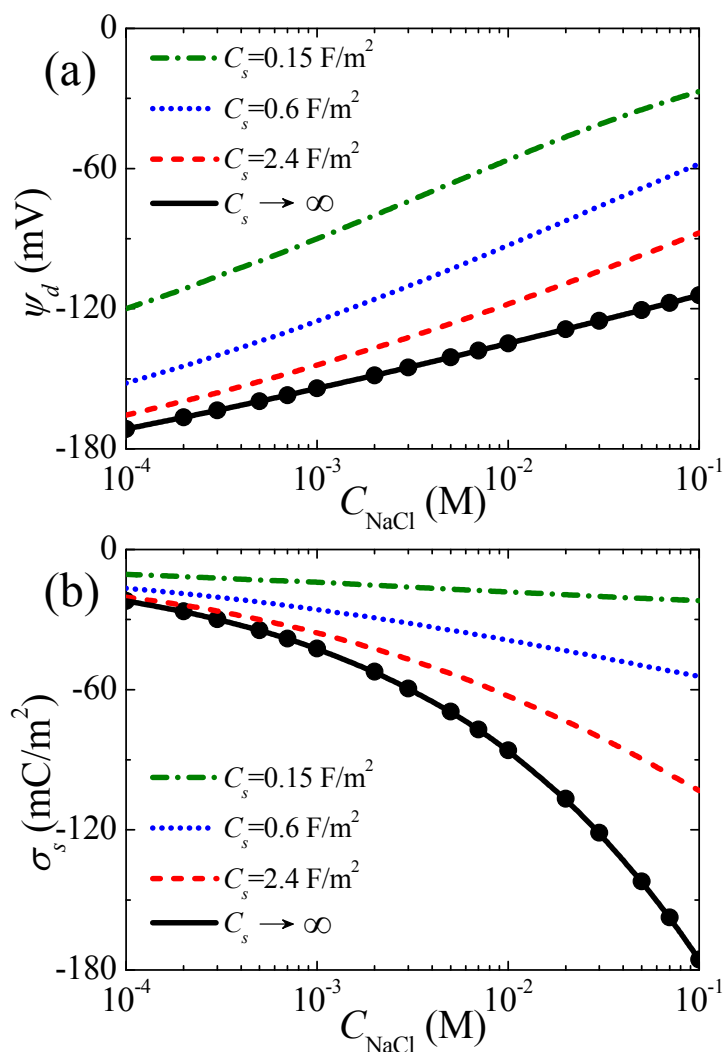 (a)
C_s=0.15 F/m²
C_s=0.6 F/m²
C_s=2.4 F/m²
C_s → ∞
ψ_d (mV)
0
-60
-120
-180
10⁻⁴ 10⁻³ 10⁻² 10⁻¹
C_NaCl (M)
(b)
σ_s (mC/m²)
0
-60
-120
-180
C_s=0.15 F/m²
C_s=0.6 F/m²
C_s=2.4 F/m²
C_s → ∞
10⁻⁴ 10⁻³ 10⁻² 10⁻¹
C_NaCl (M)